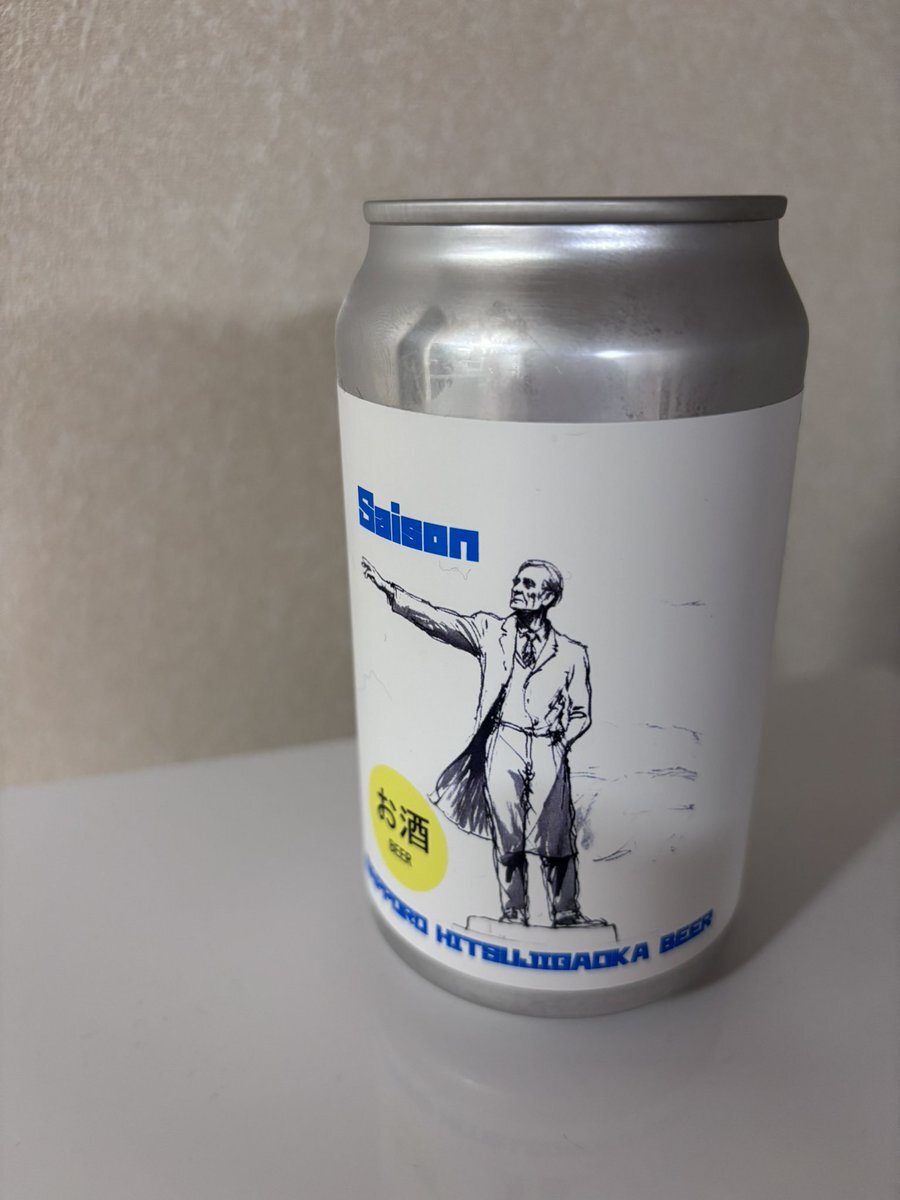 Saison
お酒
BEER
SAPPORO HITSUJIGAOKA BEER